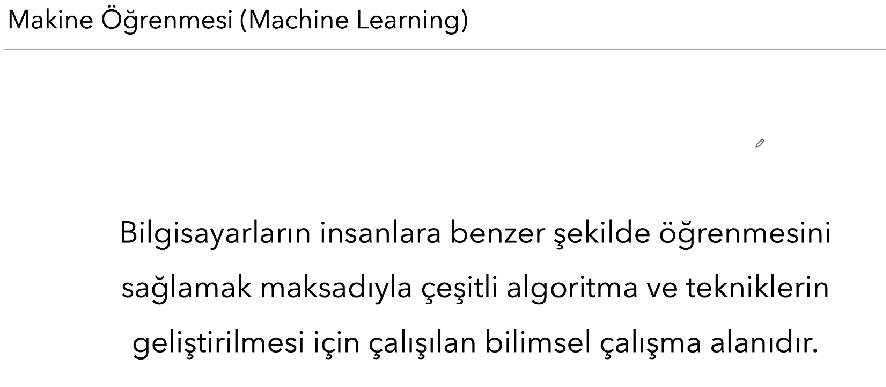 Makine Öğrenmesi (Machine Learning)
Bilgisayarların insanlara benzer şekilde öğrenmesini
sağlamak maksadıyla çeşitli algoritma ve tekniklerin
geliştirilmesi için çalışılan bilimsel çalışma alanıdır.